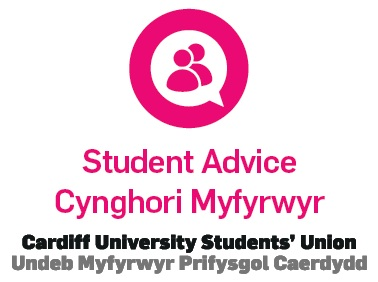 Student Advice
Cynghori Myfyrwyr
Cardiff University Students' Union
Undeb Myfyrwyr Prifysgol Caerdydd